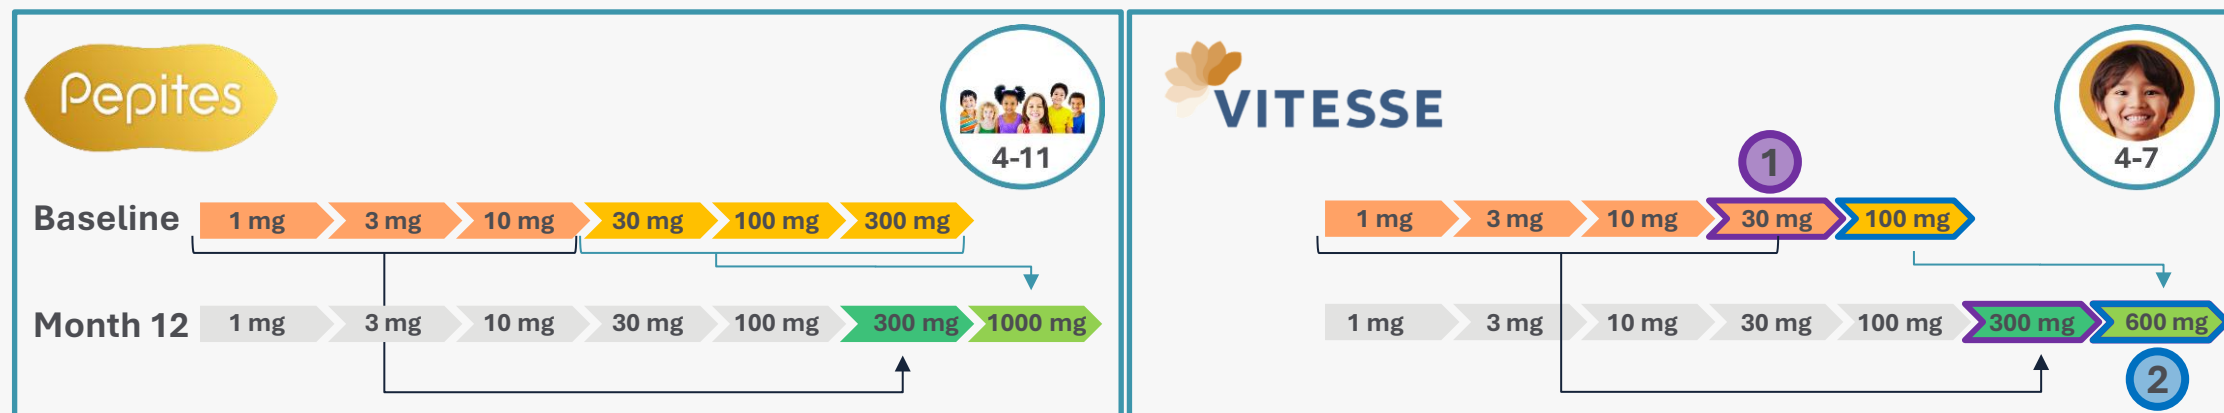 Pepites
4-11
Baseline 1 mg 3 mg 10 mg 30 mg 100 mg 300 mg
Month 12 1 mg 3 mg 10 mg 30 mg 100 mg 300 mg 1000 mg
VITESSE
4-7
1
1 mg 3 mg 10 mg 30 mg 100 mg
1 mg 3 mg 10 mg 30 mg 100 mg 300 mg 600 mg
2